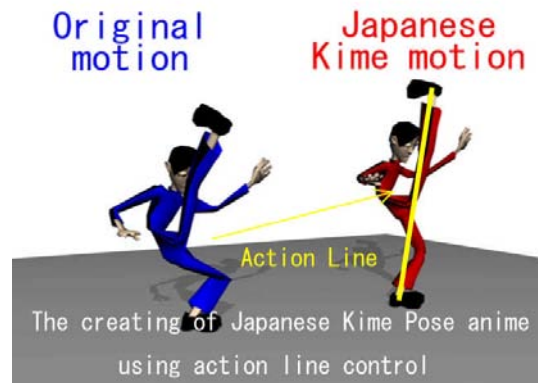 Original
motion
Japanese
Kime motion
Action Line
The creating of Japanese Kime Pose anime
using action line control